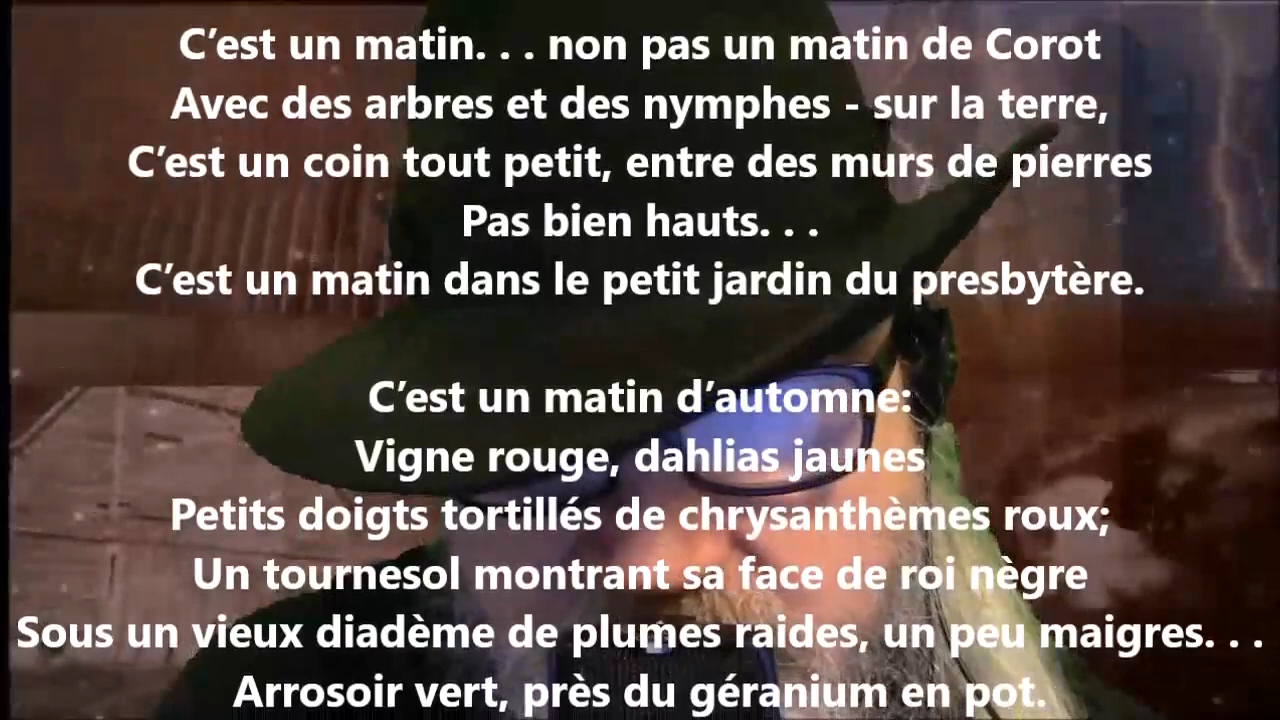 C’est un matin. . . non pas un matin de Corot
Avec des arbres et des nymphes - sur la terre,
C’est un coin tout petit, entre des murs de pierres
Pas bien hauts. . .
C’est un matin dans le petit jardin du presbytère.
C’est un matin d’automne:
Vigne rouge, dahlias jaunes
Petits doigts tortillés de chrysanthèmes roux;
Un tournesol montrant sa face de roi nègre
Sous un vieux diadème de plumes raides, un peu maigres. . .
Arrosoir vert, près du géranium en pot.